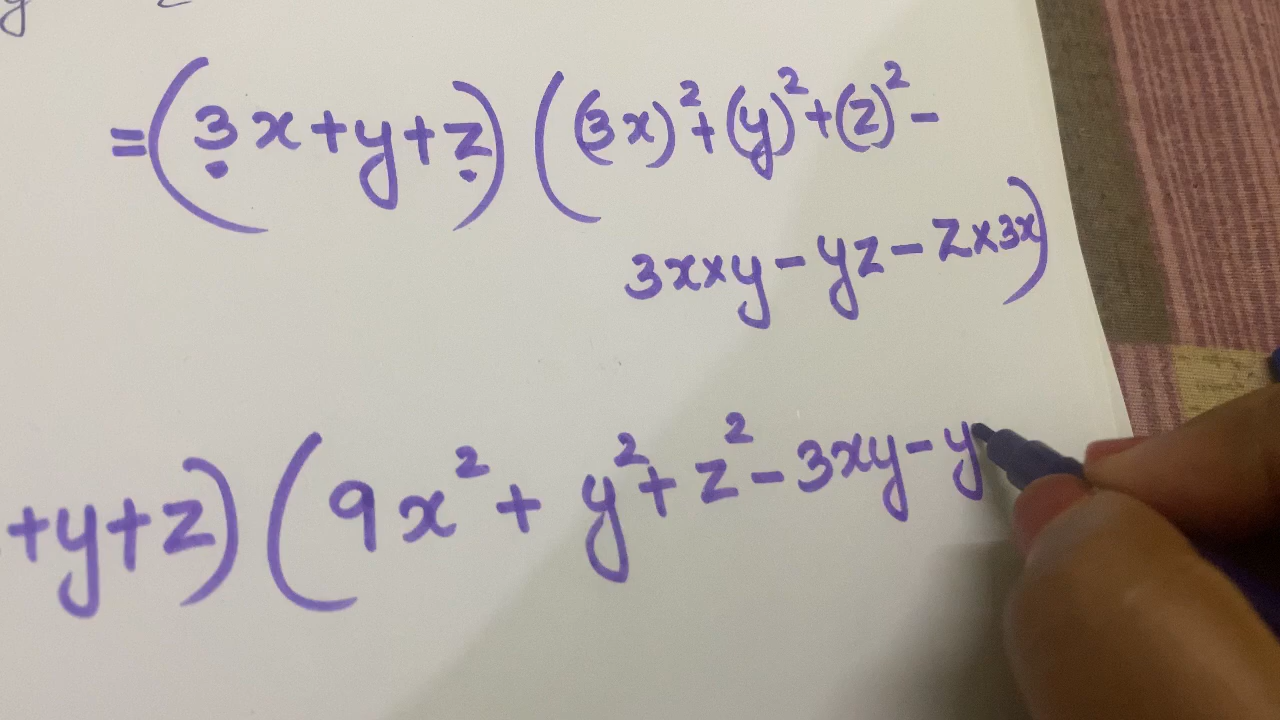 =(3x+y+z) ((3x)²+(y)²+(z)²-
3x×y-yz-z×3x)
+y+z) (9x²+y²+z²-3xy-y